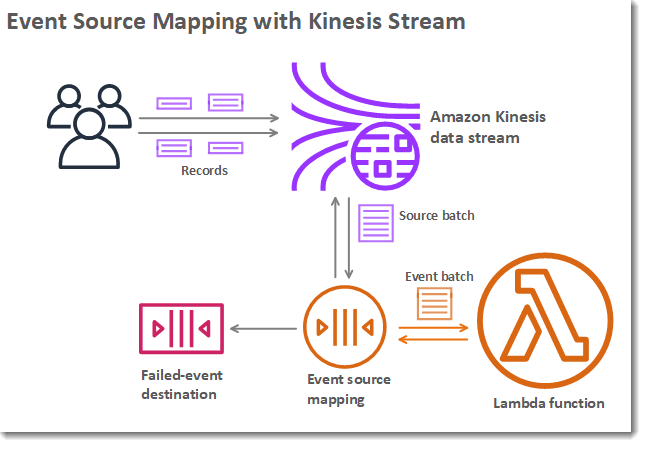 Event Source Mapping with Kinesis Stream
Amazon Kinesis
data stream
Records
Source batch
Event batch
Failed-event
destination
Event source
mapping
Lambda function